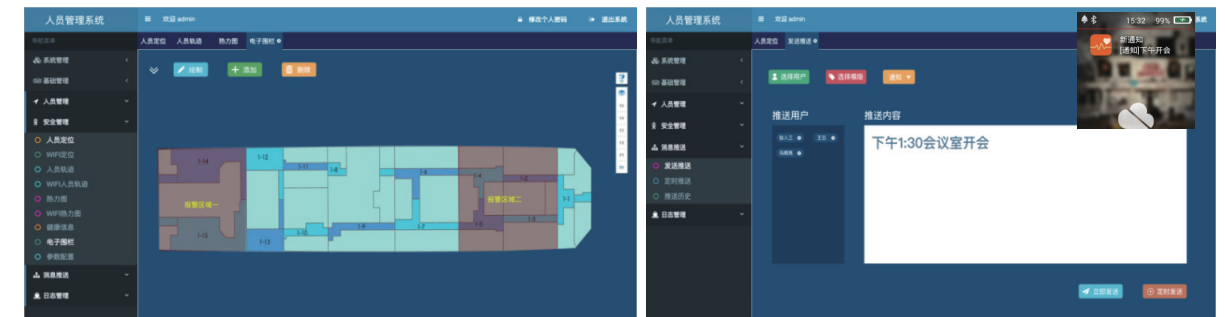 人员管理系统
欢迎 admin
修改个人密码
退出系统
导航菜单
人员定位
人员轨迹
热力图
电子围栏
系统管理
基础管理
人员管理
安全管理
人员定位
WIFI定位
人员轨迹
WIFI人员轨迹
热力图
WIFI热力图
健康信息
电子围栏
参数配置
消息推送
日志管理
绘制
添加
删除
1-14
1-12
1-11
1-8
1-6
1-4
1-2
1-1
报警区域一
报警区域二
1-15
1-13
1-10
1-9
1-7
1-5
1-3
人员管理系统
欢迎 admin
系统
导航菜单
人员定位
发送推送
系统管理
基础管理
人员管理
安全管理
消息推送
发送推送
定时推送
推送历史
日志管理
选择用户
选择模版
通知
推送用户
推送内容
下午1:30会议室开会
立即发送
定时发送
15:32 99%
新通知
[通知]下午开会